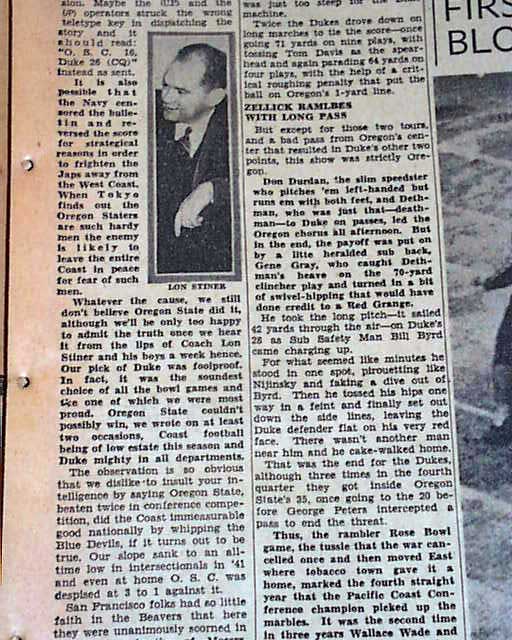 sion. Maybe the U.S. and the
(JP) operators struck the wrong
teletype key in dispatching the
story and it
should read:
"O. S. C. 16,
Duke 26 (CQ)"
instead as sent.
It is also
possible that
the Navy cen-
sored the bulle-
tin and re-
versed the score
for strategical
reasons in order
to frighten the
Japs away from
the West Coast.
When Tokyo
finds out the
Oregon Staters
are such hardy
men the enemy
is likely to
leave the entire
Coast in peace
for fear of such
men.
LON STINER
Whatever the cause, we still
don't believe Oregon State did it,
although we'll be only too happy
to admit the truth once we hear
it from the lips of Coach Lon
Stiner and his boys a week hence.
Our pick of Duke was foolproof.
In fact, it was the soundest
choice of all the bowl games and
the one of which we were most
proud. Oregon State couldn't
possibly win, we wrote on at least
two occasions, Coast football
being of low estate this season and
Duke mighty in all departments.
The observation is so obvious
that we dislike to insult your in-
telligence by saying Oregon State,
beaten twice in conference compe-
tition, did the Coast immeasurable
good nationally by whipping the
Blue Devils, if it turns out to be
true. Our slope sank to an all-
time low in intersectionals in '41
and even at home O. S. C. was
despised at 3 to 1 against it.
San Francisco folks had so little
faith in the Beavers that here
they were unanimously scorned in
was just too steep for the
machine.
Twice the Dukes drove down on
long marches to tie the score—once
going 71 yards on nine plays, with
tossing Tom Davis as the spear-
head and again parading 64 yards on
four plays, with the help of a crit-
ical roughing penalty that put the
ball on Oregon's 1-yard line.
ZELLICK RAMLBES
WITH LONG PASS
But except for those two tours,
and a bad pass from Oregon's cen-
ter that resulted in Duke's other two
points, this show was strictly Ore-
gon.
Don Durdan, the slim speedster
who pitches 'em left-handed but
runs em with both feet, and Deth-
man, who was just that—death-
man—to Duke on passes, led the
Oregon chorus all afternoon. But
in the end, the payoff was put on
by a little heralded sub back,
Gene Gray, who caught Deth-
man's heave on the 70-yard
clincher play and turned in a bit
of swivel-hipping that would have
done credit to a Red Grange.
He took the long pitch—it sailed
42 yards through the air—on Duke's
28 as Sub Safety Man Bill Byrd
came charging up.
For what seemed like minutes he
stood in one spot, pirouetting like
Nijinsky and faking a dive out of
Byrd. Then he tossed his hips one
way in a feint and finally set out
down the side lines, leaving the
Duke defender flat on his very red
face. There wasn't another man
near him and he cake-walked home.
That was the end for the Dukes,
although three times in the fourth
quarter they got inside Oregon
State's 35, once going to the 20 be-
fore George Peters intercepted a
pass to end the threat.
Thus, the rambler Rose Bowl
game, the tussie that the war can-
celled once and then moved East
where tobacco town gave it a
home, marked the fourth straight
year that the Pacific Coast Con-
ference champion picked up the
marbles. It was the second time
in three years Wallace Wade and
FIRS
BLO